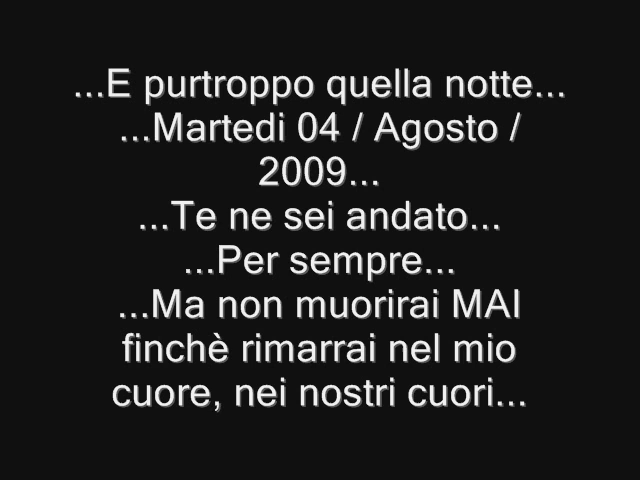 ...E purtroppo quella notte...
...Martedi 04 / Agosto /
2009...
...Te ne sei andato...
...Per sempre...
...Ma non muorirai MAI
finchè rimarrai nel mio
cuore, nei nostri cuori...